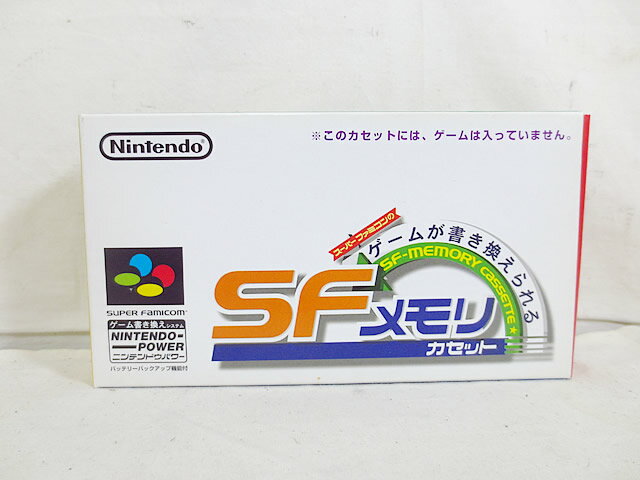 Nintendo
※このカセットには、ゲームは入っていません。
スーパーファミコンの
ゲームが書き換えられる
SF-MEMORY CASSETTE★
SFメモリ
カセット
SUPER FAMICOM
ゲーム書き換えシステム
NINTENDO-
POWER
ニンテンドウパワー
バッテリーバックアップ機能付